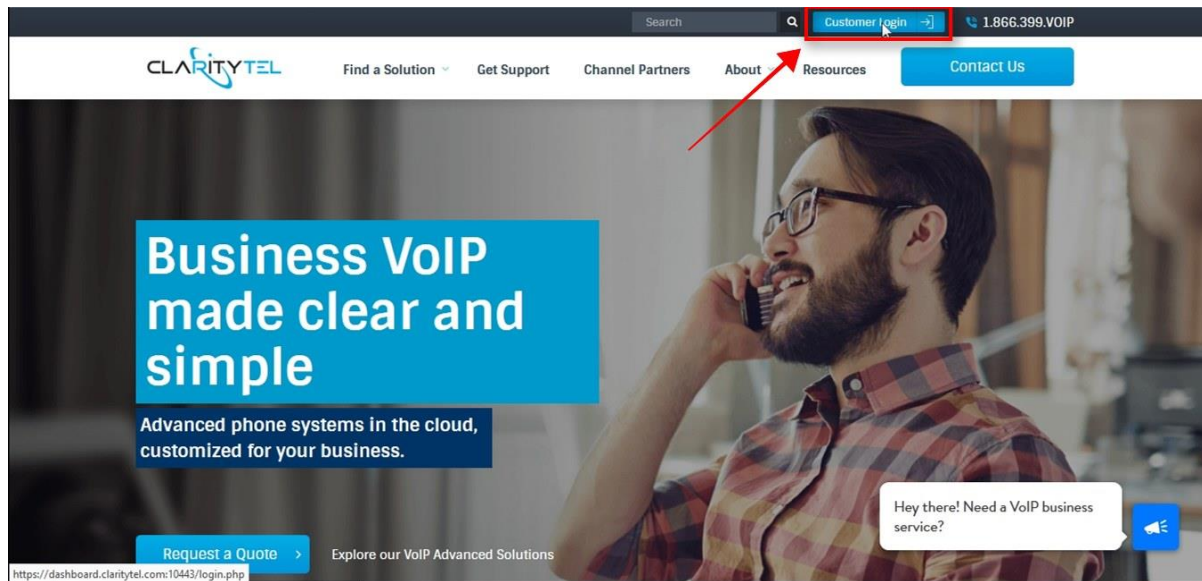 Search
Customer Login
1.866.399.VOIP
CLARITYTEL
Find a Solution
Get Support
Channel Partners
About
Resources
Contact Us
Business VoIP
made clear and
simple
Advanced phone systems in the cloud,
customized for your business.
Hey there! Need a VoIP business
service?
Request a Quote >
Explore our VoIP Advanced Solutions
https://dashboard.claritytel.com:10443/login.php